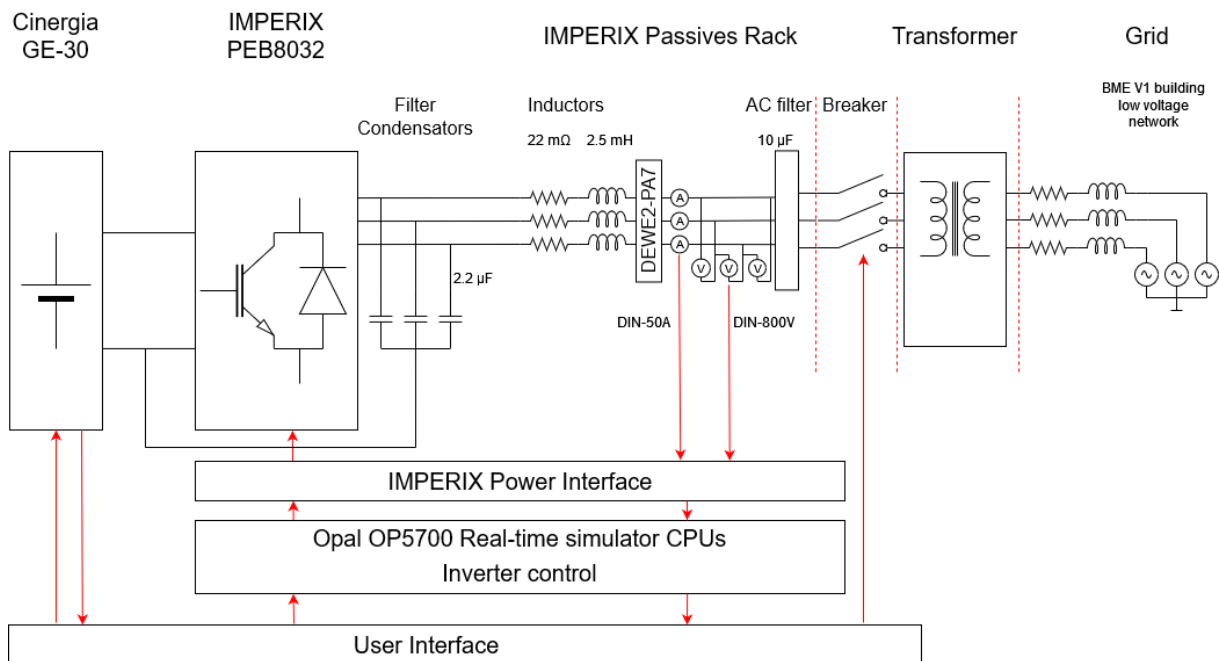 Cinergia
GE-30
IMPERIX
PEB8032
IMPERIX Passives Rack
Transformer
Grid
Filter
Condensators
Inductors
22 mΩ
2.5 mH
AC filter
10 µF
Breaker
BME V1 building
low voltage
network
DEWE2-PA7
A
A
A
V
V
V
2.2 µF
DIN-50A
DIN-800V
IMPERIX Power Interface
Opal OP5700 Real-time simulator CPUs
Inverter control
User Interface